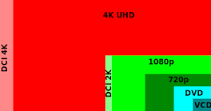 4K UHD
DCI 4K
1080p
DCI 2K
720p
DVD
VCD